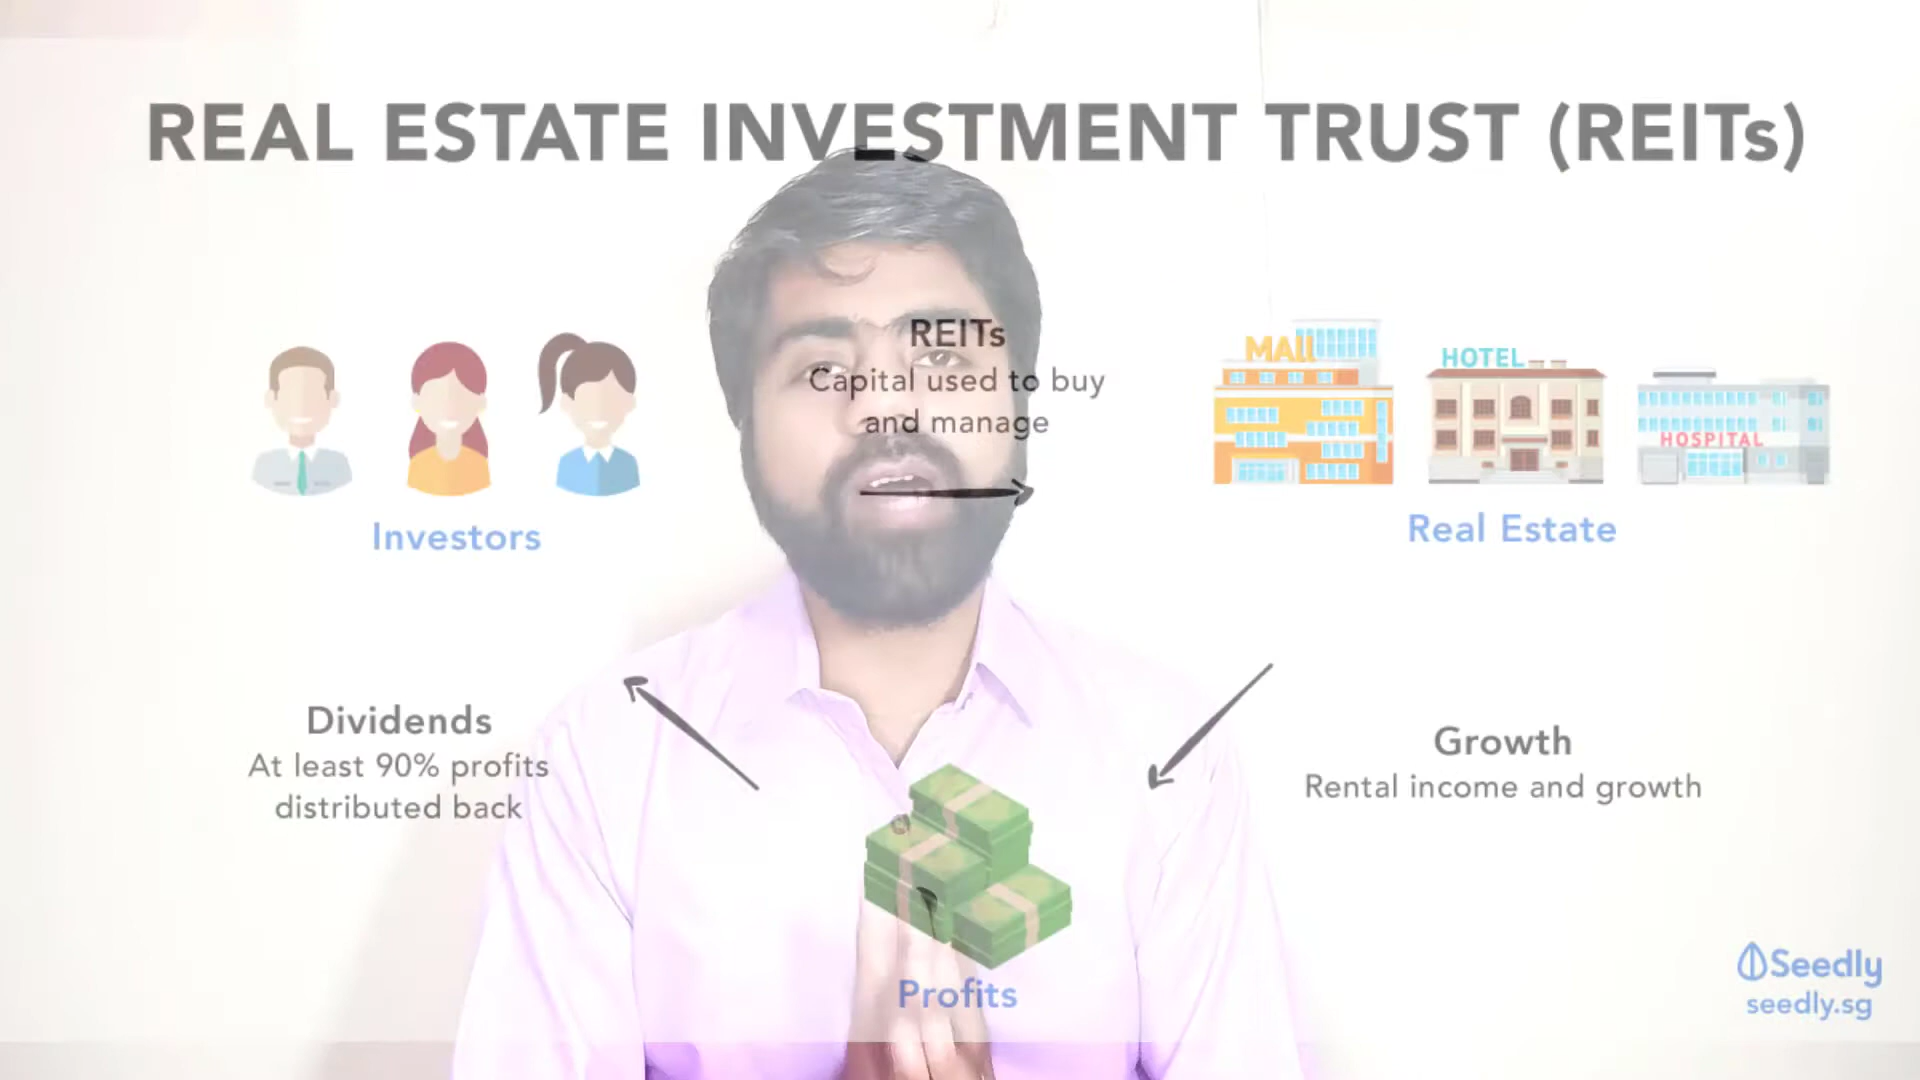 REAL ESTATE INVESTMENT TRUST (REITs)
REITs
Capital used to buy
and manage
MAll
HOTEL
HOSPITAL
Investors
Real Estate
Dividends
At least 90% profits
distributed back
Growth
Rental income and growth
Profits
Seedly
seedly.sg